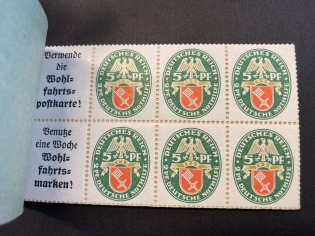 Verwende
die
Wohl-
fahrts-
postkarte!
DEUTSCHES REICH
5 PF
DEUTSCHE NOTHILFE
DEUTSCHES REICH
5 PF
DEUTSCHE NOTHILFE
DEUTSCHES REICH
5 PF
DEUTSCHE NOTHILFE
Benutze
eine Woche
Wohl-
fahrts-
marken!
DEUTSCHES REICH
5 PF
DEUTSCHE NOTHILFE
DEUTSCHES REICH
5 PF
DEUTSCHE NOTHILFE
DEUTSCHES REICH
5 PF
DEUTSCHE NOTHILFE